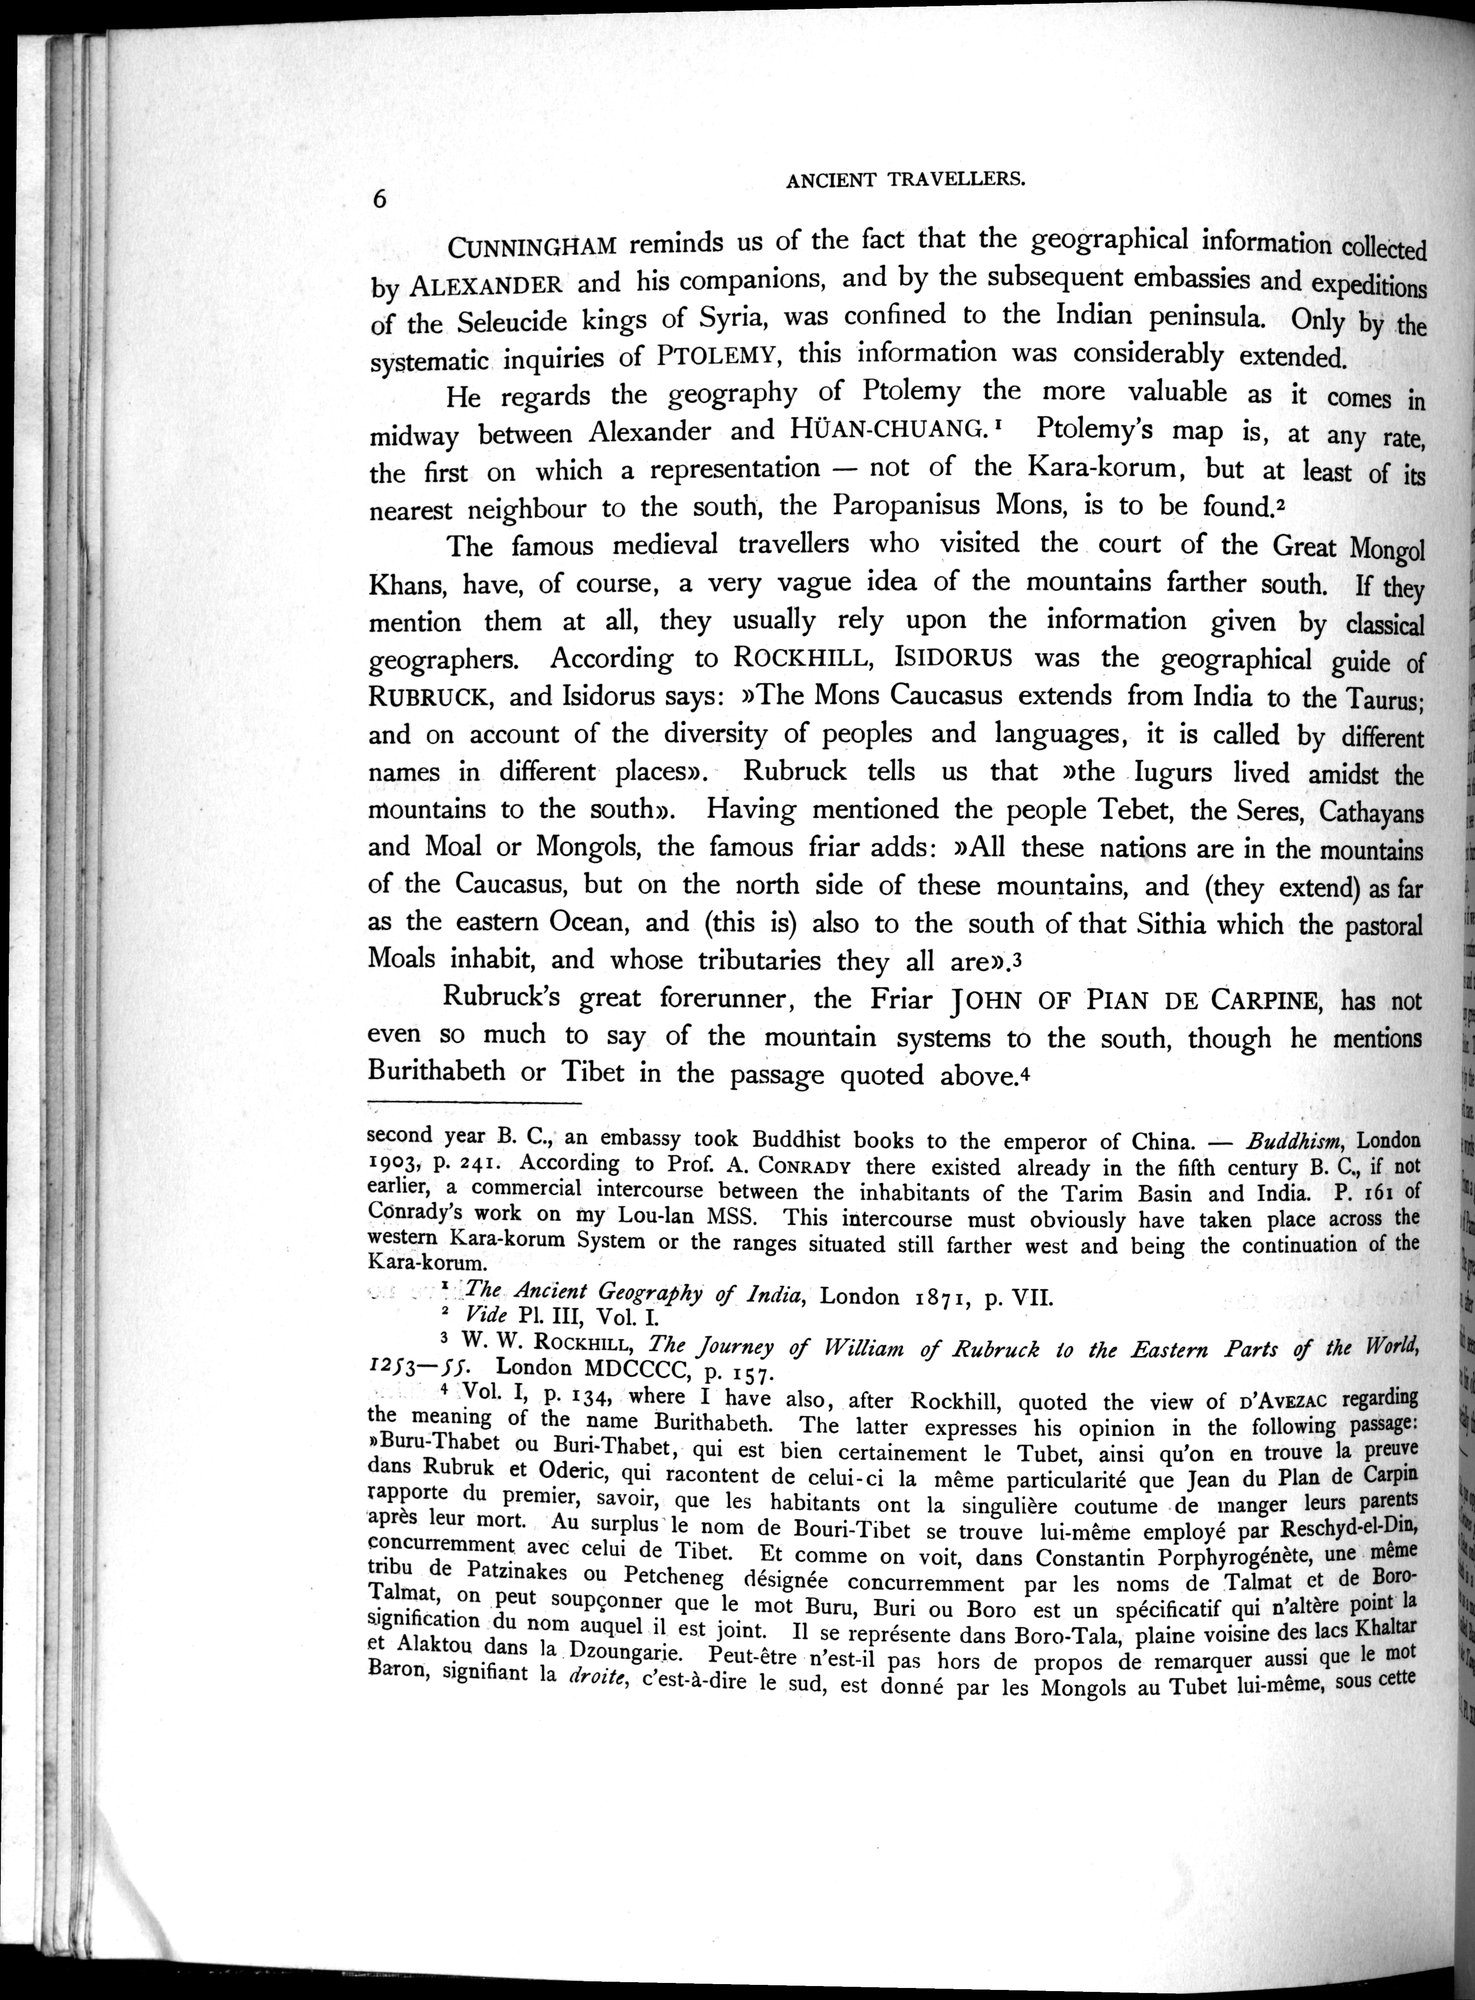 6
ANCIENT TRAVELLERS.
CUNNINGHAM reminds us of the fact that the geographical information collected
by ALEXANDER and his companions, and by the subsequent embassies and expeditions
of the Seleucide kings of Syria, was confined to the Indian peninsula. Only by the
systematic inquiries of PTOLEMY, this information was considerably extended.
He regards the geography of Ptolemy the more valuable as it comes in
midway between Alexander and HÜAN-CHUANG.¹ Ptolemy's map is, at any rate,
the first on which a representation — not of the Kara-korum, but at least of its
nearest neighbour to the south, the Paropanisus Mons, is to be found.²
The famous medieval travellers who visited the court of the Great Mongol
Khans, have, of course, a very vague idea of the mountains farther south. If they
mention them at all, they usually rely upon the information given by classical
geographers. According to ROCKHILL, ISIDORUS was the geographical guide of
RUBRUCK, and Isidorus says: »The Mons Caucasus extends from India to the Taurus;
and on account of the diversity of peoples and languages, it is called by different
names in different places». Rubruck tells us that »the Iugurs lived amidst the
mountains to the south». Having mentioned the people Tebet, the Seres, Cathayans
and Moal or Mongols, the famous friar adds: »All these nations are in the mountains
of the Caucasus, but on the north side of these mountains, and (they extend) as far
as the eastern Ocean, and (this is) also to the south of that Sithia which the pastoral
Moals inhabit, and whose tributaries they all are».³
Rubruck's great forerunner, the Friar JOHN OF PIAN DE CARPINE, has not
even so much to say of the mountain systems to the south, though he mentions
Burithabeth or Tibet in the passage quoted above.⁴
second year B. C., an embassy took Buddhist books to the emperor of China. — Buddhism, London
1903, p. 241. According to Prof. A. CONRADY there existed already in the fifth century B. C., if not
earlier, a commercial intercourse between the inhabitants of the Tarim Basin and India. P. 161 of
Conrady's work on my Lou-lan MSS. This intercourse must obviously have taken place across the
western Kara-korum System or the ranges situated still farther west and being the continuation of the
Kara-korum.
¹ The Ancient Geography of India, London 1871, p. VII.
² Vide Pl. III, Vol. I.
³ W. W. ROCKHILL, The Journey of William of Rubruck to the Eastern Parts of the World,
1253—55. London MDCCCC, p. 157.
⁴ Vol. I, p. 134, where I have also, after Rockhill, quoted the view of D'AVEZAC regarding
the meaning of the name Burithabeth. The latter expresses his opinion in the following passage:
»Buru-Thabet ou Buri-Thabet, qui est bien certainement le Tubet, ainsi qu'on en trouve la preuve
dans Rubruk et Oderic, qui racontent de celui-ci la même particularité que Jean du Plan de Carpin
rapporte du premier, savoir, que les habitants ont la singulière coutume de manger leurs parents
après leur mort. Au surplus le nom de Bouri-Tibet se trouve lui-même employé par Reschyd-el-Din,
concurremment avec celui de Tibet. Et comme on voit, dans Constantin Porphyrogénète, une même
tribu de Patzinakes ou Petcheneg désignée concurremment par les noms de Talmat et de Boro-
Talmat, on peut soupçonner que le mot Buru, Buri ou Boro est un spécificatif qui n'altère point la
signification du nom auquel il est joint. Il se représente dans Boro-Tala, plaine voisine des lacs Khaltar
et Alaktou dans la Dzoungarie. Peut-être n'est-il pas hors de propos de remarquer aussi que le mot
Baron, signifiant la droite, c'est-à-dire le sud, est donné par les Mongols au Tubet lui-même, sous cette